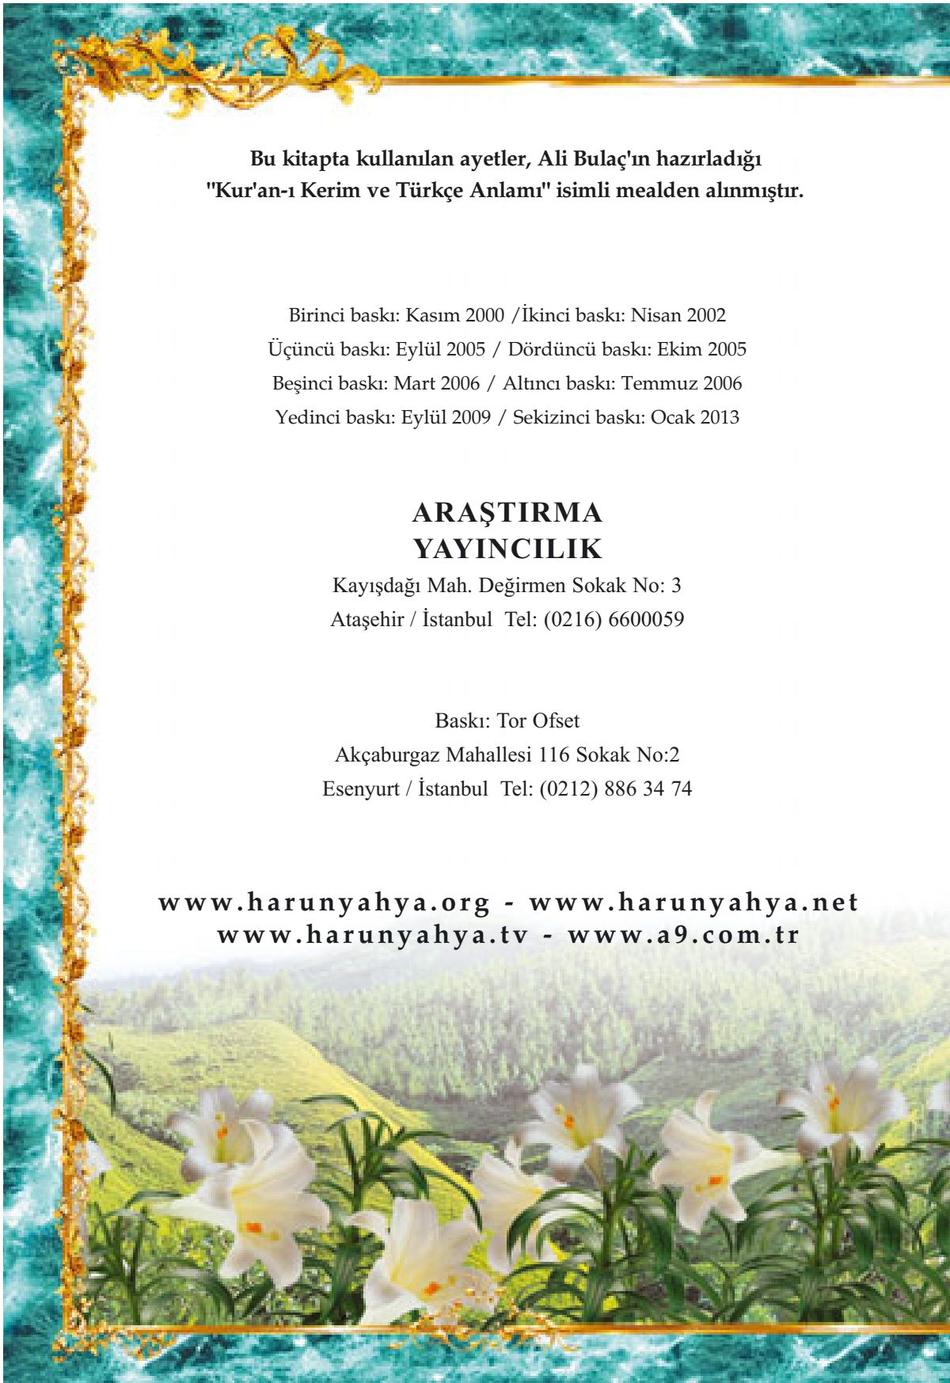 Bu kitapta kullanılan ayetler, Ali Bulaç'ın hazırladığı
"Kur'an-ı Kerim ve Türkçe Anlamı" isimli mealden alınmıştır.
Birinci baskı: Kasım 2000 /İkinci baskı: Nisan 2002
Üçüncü baskı: Eylül 2005 / Dördüncü baskı: Ekim 2005
Beşinci baskı: Mart 2006 / Altıncı baskı: Temmuz 2006
Yedinci baskı: Eylül 2009 / Sekizinci baskı: Ocak 2013
ARAŞTIRMA
YAYINCILIK
Kayışdağı Mah. Değirmen Sokak No: 3
Ataşehir / İstanbul Tel: (0216) 6600059
Baskı: Tor Ofset
Akçaburgaz Mahallesi 116 Sokak No:2
Esenyurt / İstanbul Tel: (0212) 886 34 74
www.harunyahya.org - www.harunyahya.net
www.harunyahya.tv - www.a9.com.tr